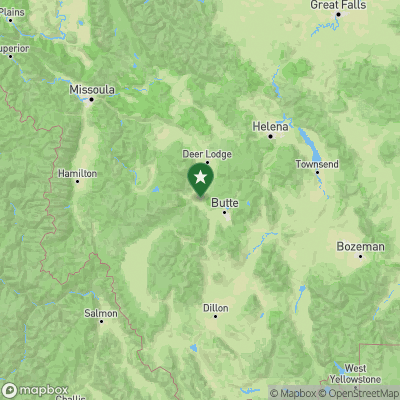 Great Falls
Plains
Superior
Missoula
Helena
Deer Lodge
Townsend
Hamilton
Butte
Bozeman
Dillon
Salmon
West
Yellowstone
Challis
mapbox
© Mapbox © OpenStreetMap